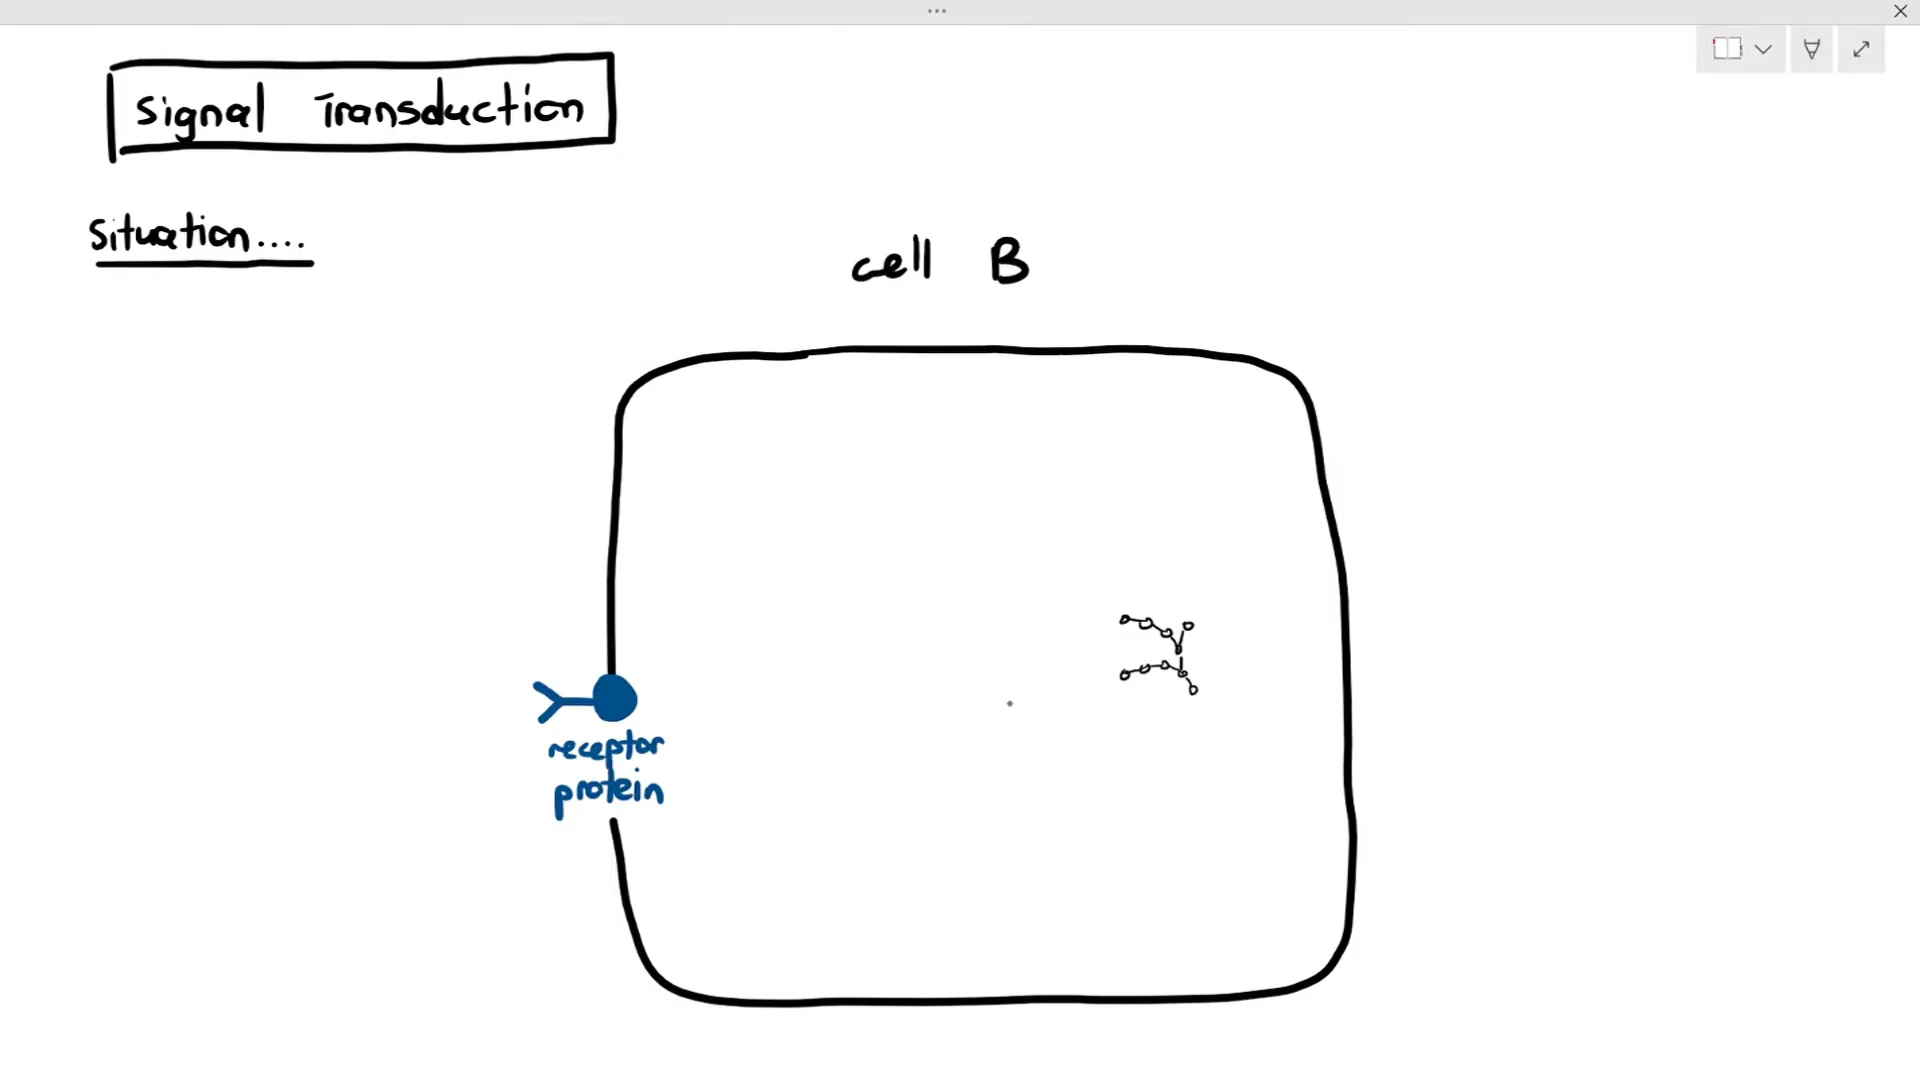 Signal Transduction
Situation....
cell B
receptor
protein